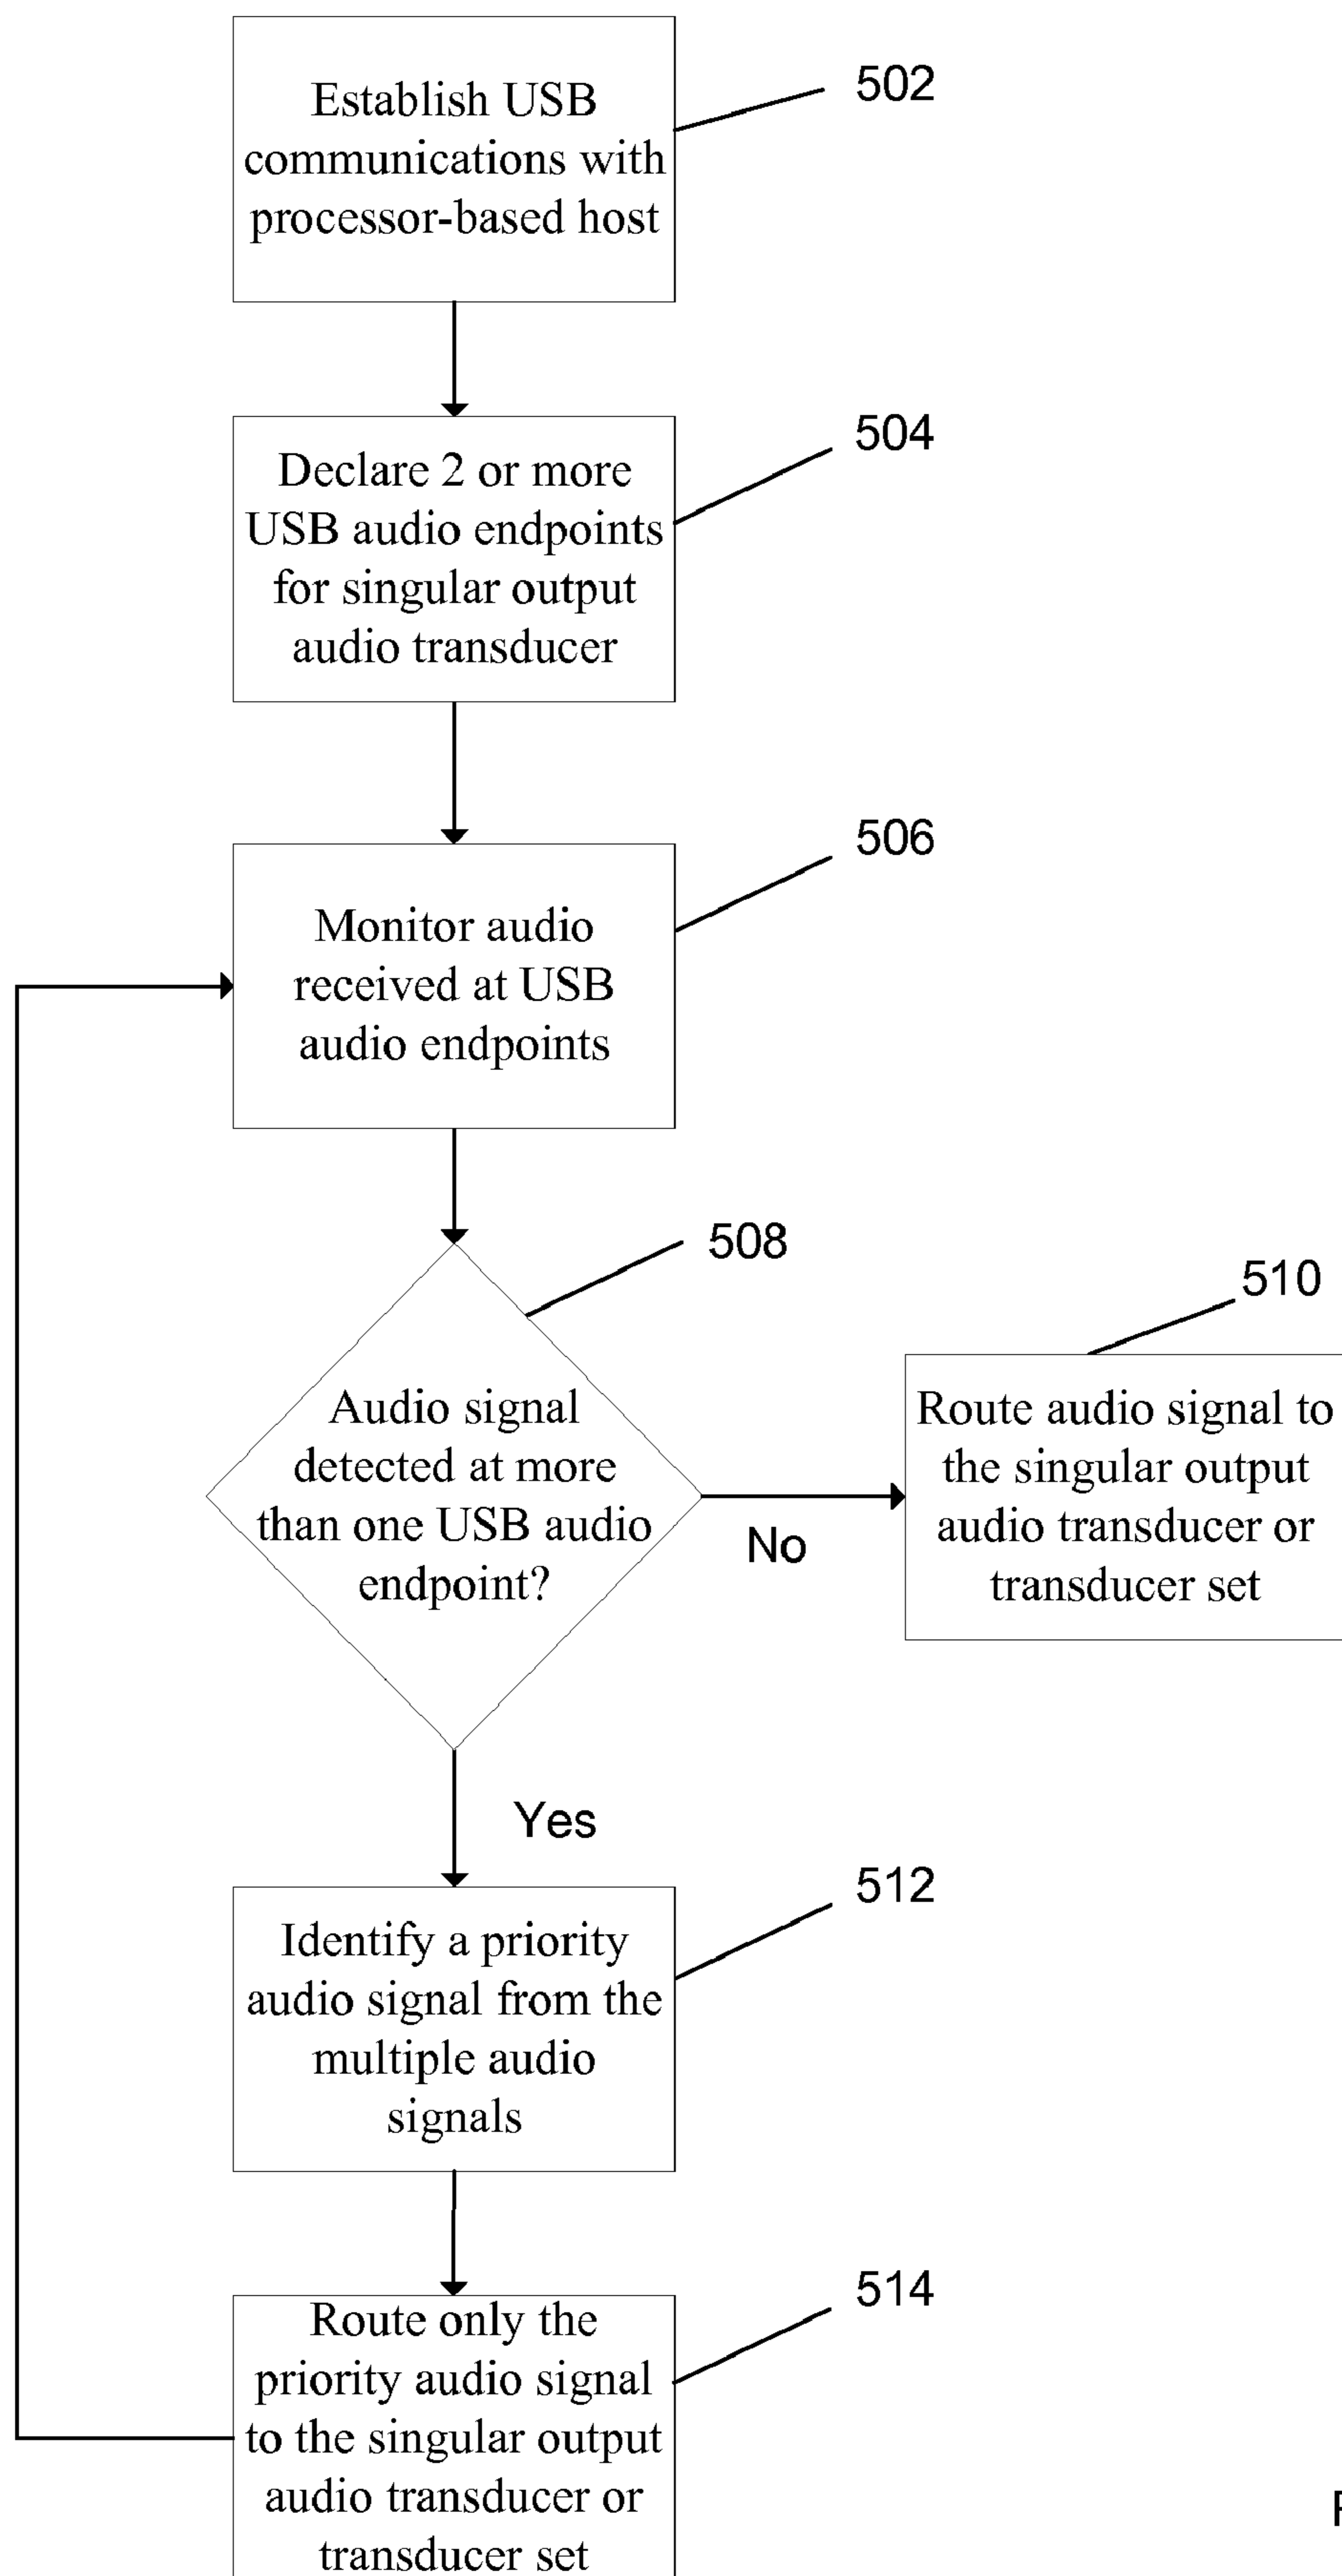 Establish USB
communications with
processor-based host
502
Declare 2 or more
USB audio endpoints
for singular output
audio transducer
504
Monitor audio
received at USB
audio endpoints
506
Audio signal
detected at more
than one USB audio
endpoint?
508
No
510
Route audio signal to
the singular output
audio transducer or
transducer set
Yes
Identify a priority
audio signal from the
multiple audio
signals
512
Route only the
priority audio signal
to the singular output
audio transducer or
transducer set
514